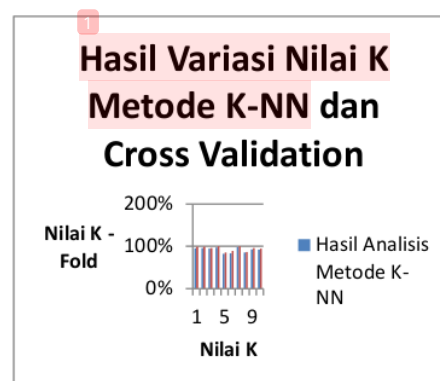 1
Hasil Variasi Nilai K
Metode K-NN dan
Cross Validation
200%
Nilai K -
Fold
100%
0%
Hasil Analisis
Metode K-
NN
1 5 9
Nilai K